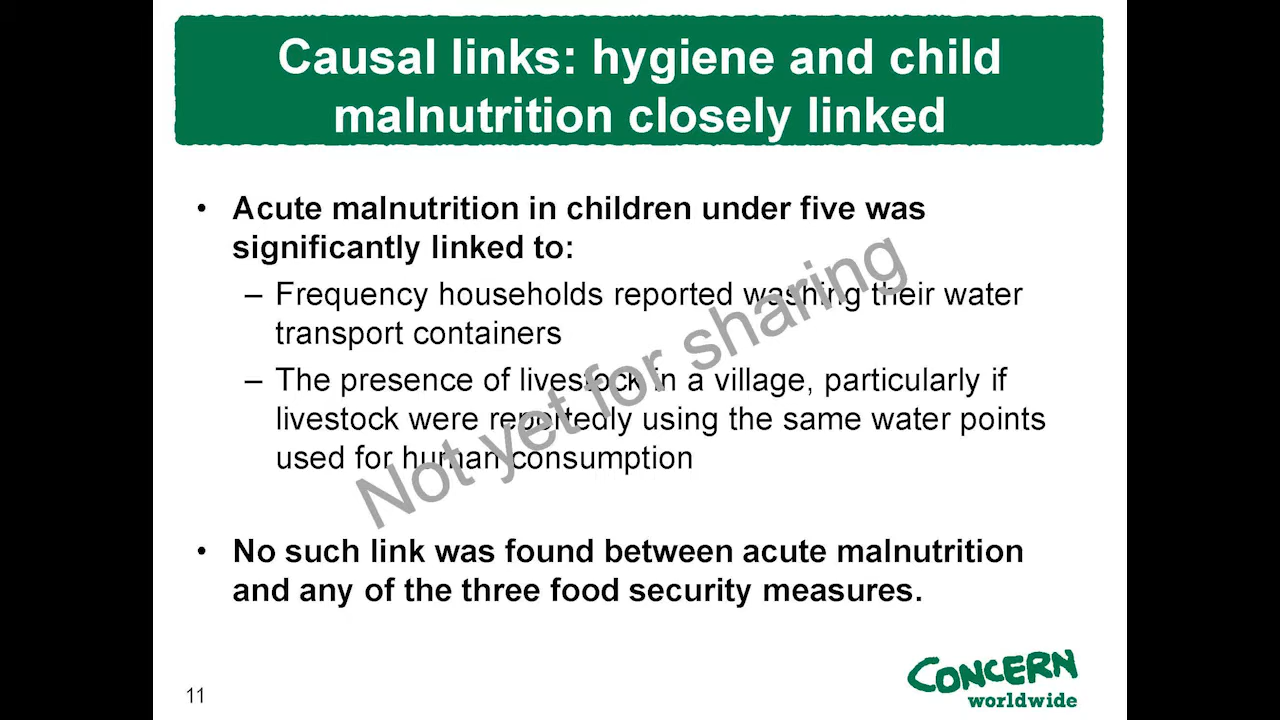 Causal links: hygiene and child
malnutrition closely linked
• Acute malnutrition in children under five was
significantly linked to:
– Frequency households reported washing their water
transport containers
– The presence of livestock in a village, particularly if
livestock were reportedly using the same water points
used for human consumption
Not yet for sharing
• No such link was found between acute malnutrition
and any of the three food security measures.
CONCERN
worldwide
11